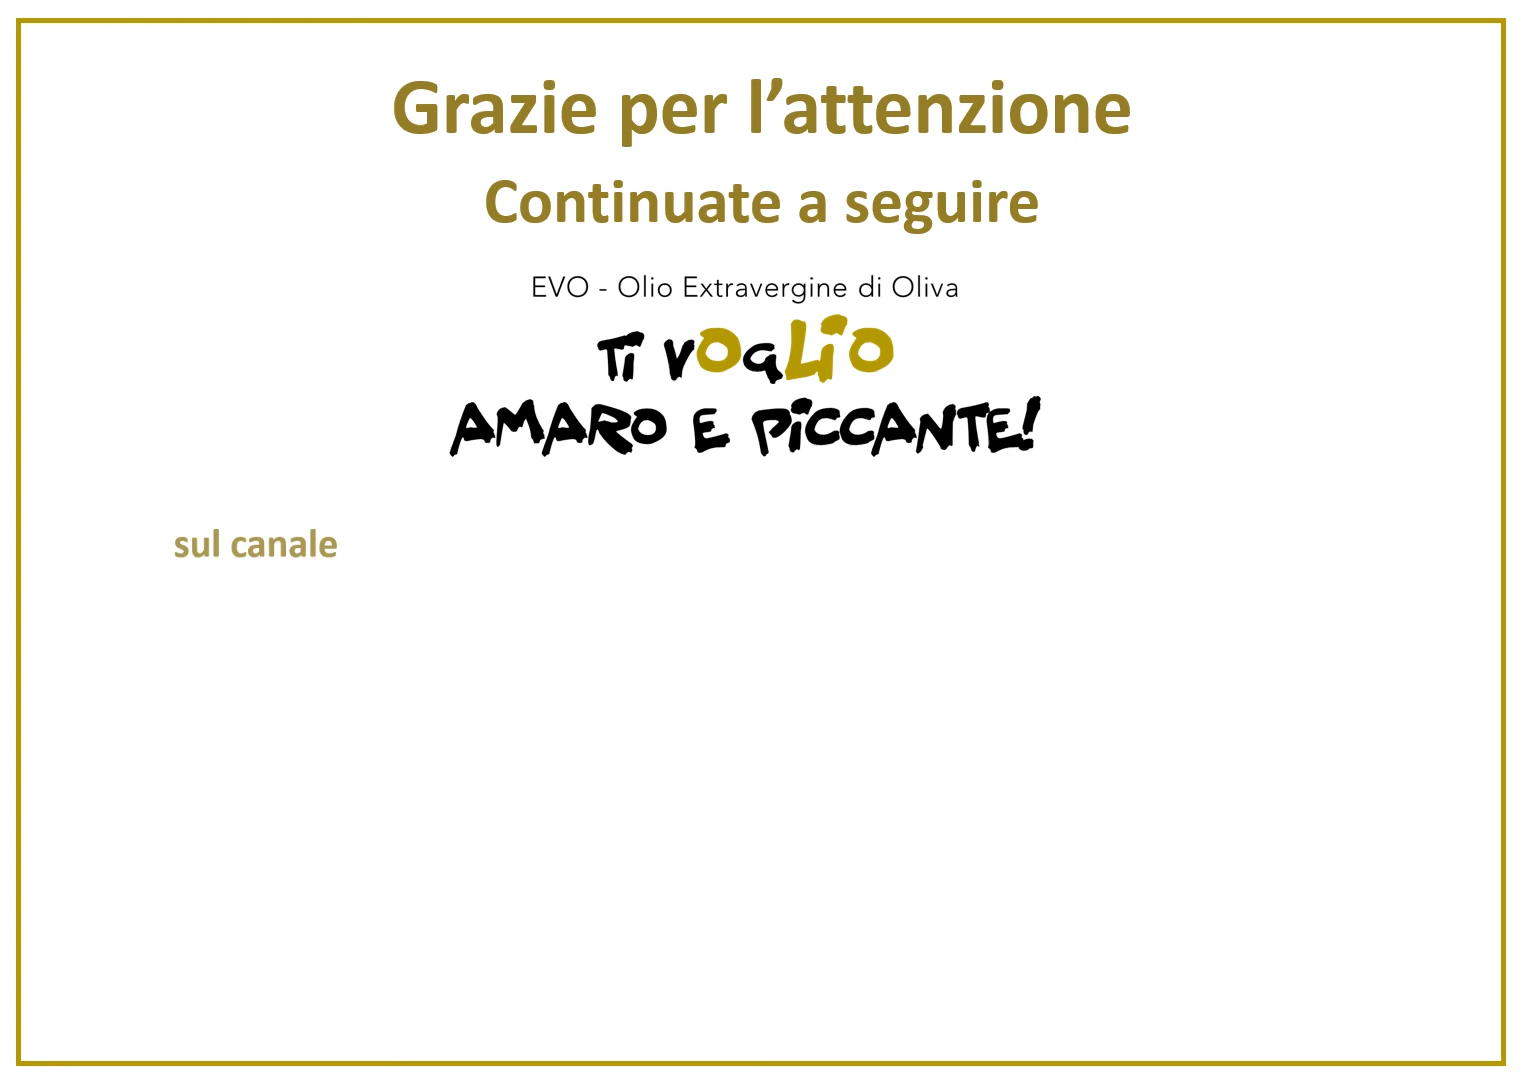 Grazie per l’attenzione
Continuate a seguire
EVO - Olio Extravergine di Oliva
Ti VOgLiO
AMARO E PiCCANTE!
sul canale